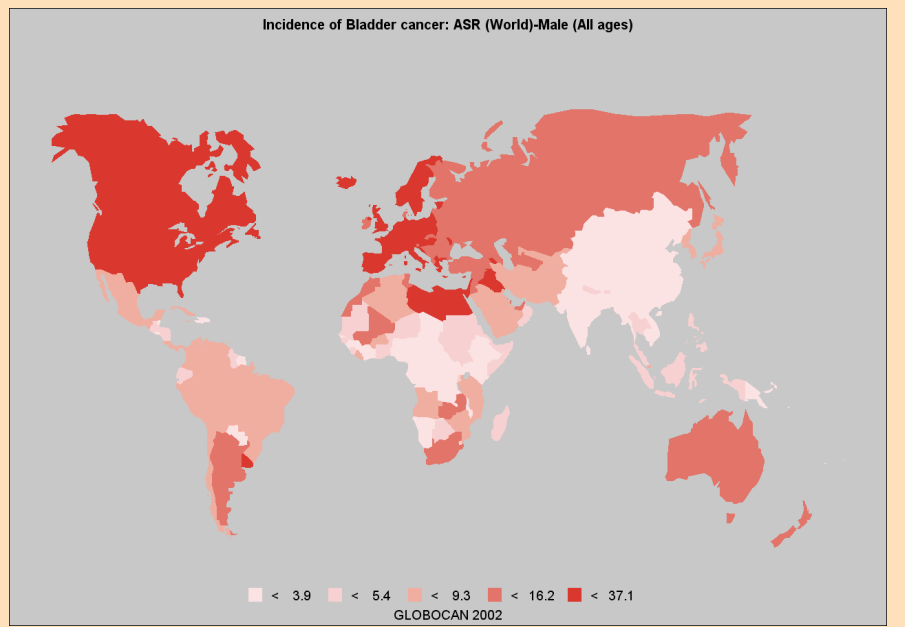 Incidence of Bladder cancer: ASR (World)-Male (All ages)
< 3.9 < 5.4 < 9.3 < 16.2 < 37.1
GLOBOCAN 2002